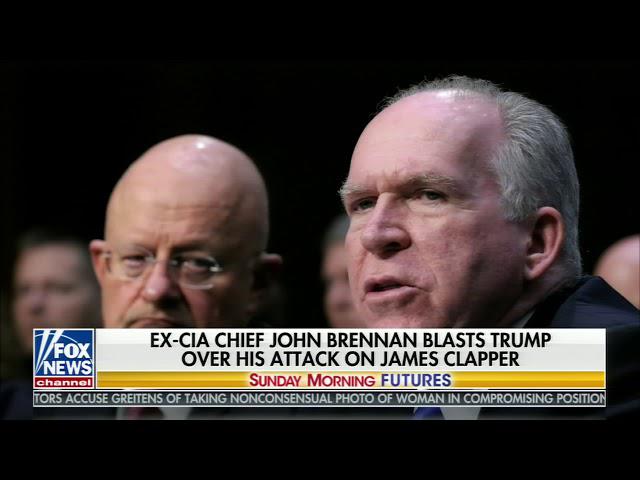 EX-CIA CHIEF JOHN BRENNAN BLASTS TRUMP
OVER HIS ATTACK ON JAMES CLAPPER
FOX
NEWS
channel
SUNDAY MORNING FUTURES
TORS ACCUSE GREITENS OF TAKING NONCONSENSUAL PHOTO OF WOMAN IN COMPROMISING POSITION